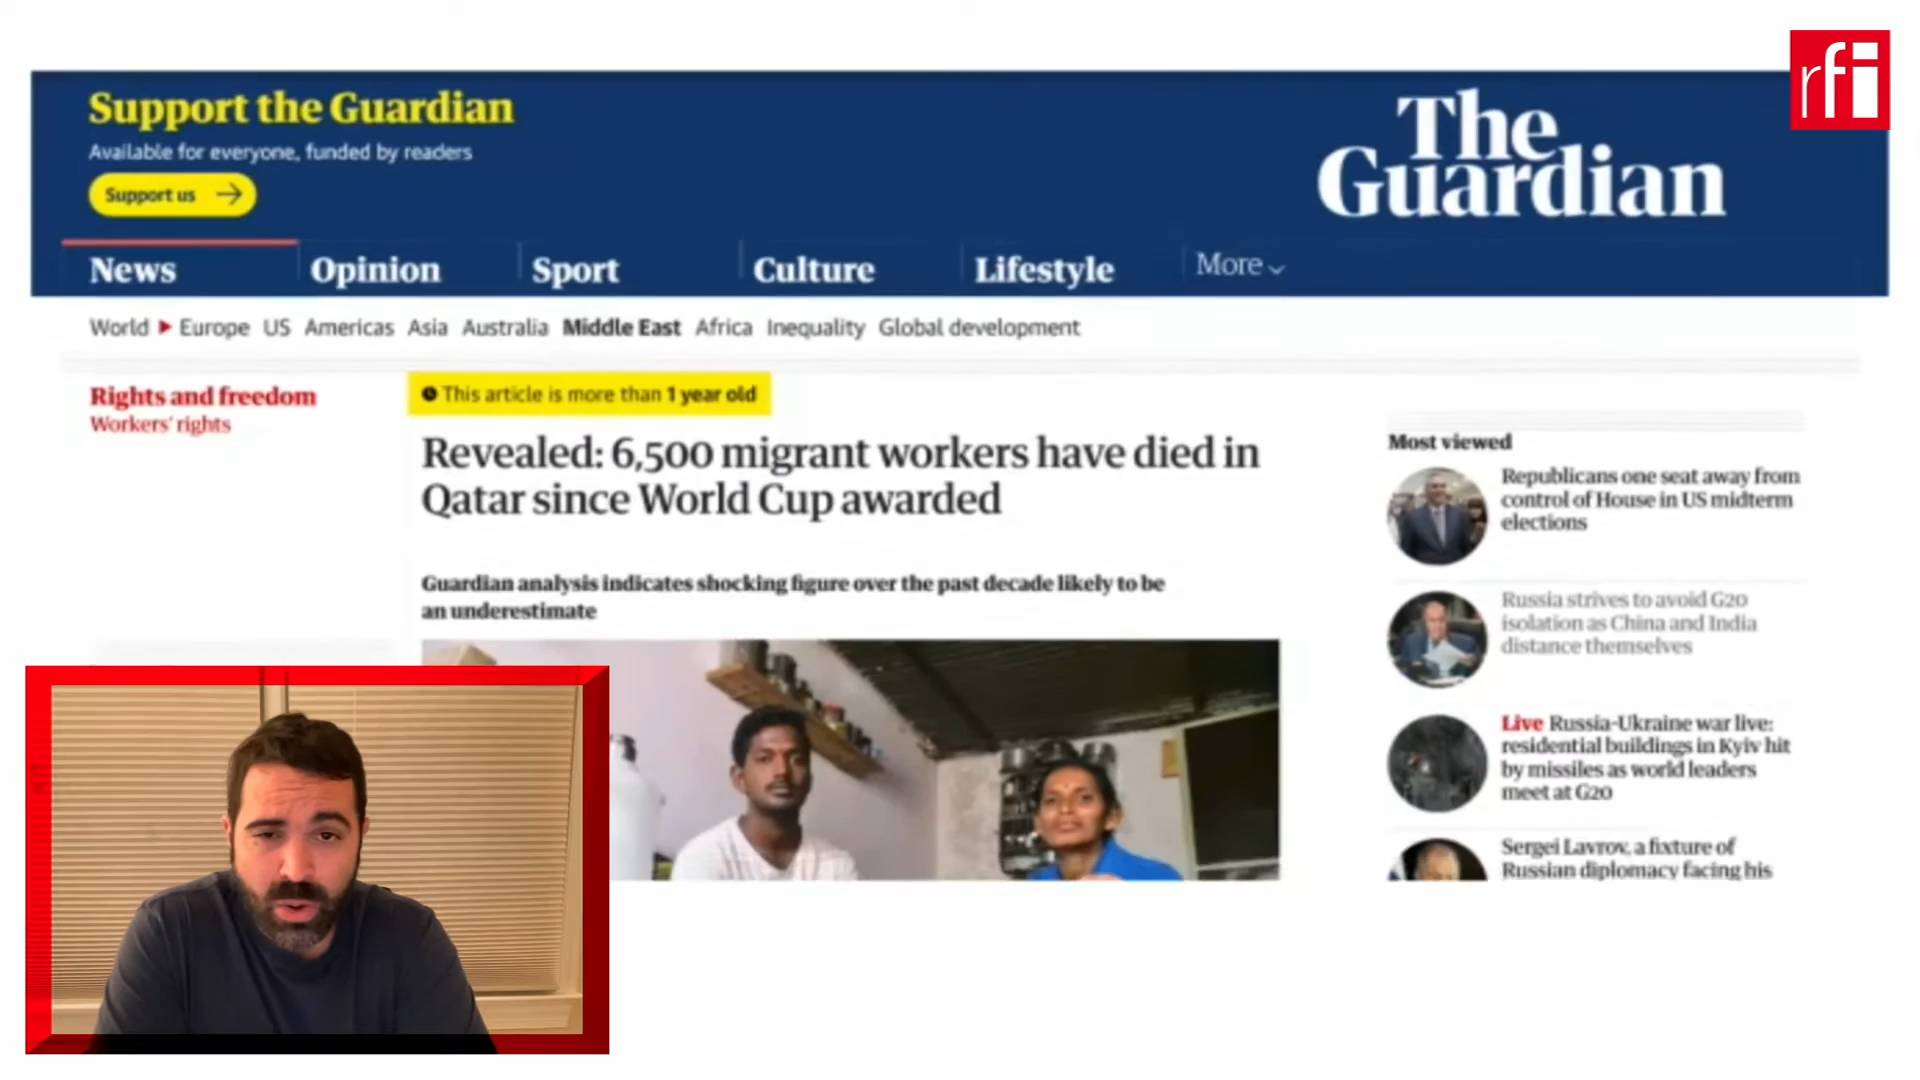 rfi
Support the Guardian
Available for everyone, funded by readers
Support us
The
Guardian
News
Opinion
Sport
Culture
Lifestyle
More
World Europe US Americas Asia Australia Middle East Africa Inequality Global development
Rights and freedom
Workers' rights
This article is more than 1 year old
Revealed: 6,500 migrant workers have died in
Qatar since World Cup awarded
Guardian analysis indicates shocking figure over the past decade likely to be
an underestimate
Most viewed
Republicans one seat away from
control of House in US midterm
elections
Russia strives to avoid G20
isolation as China and India
distance themselves
Live Russia-Ukraine war live:
residential buildings in Kyiv hit
by missiles as world leaders
meet at G20
Sergei Lavrov, a fixture of
Russian diplomacy facing his